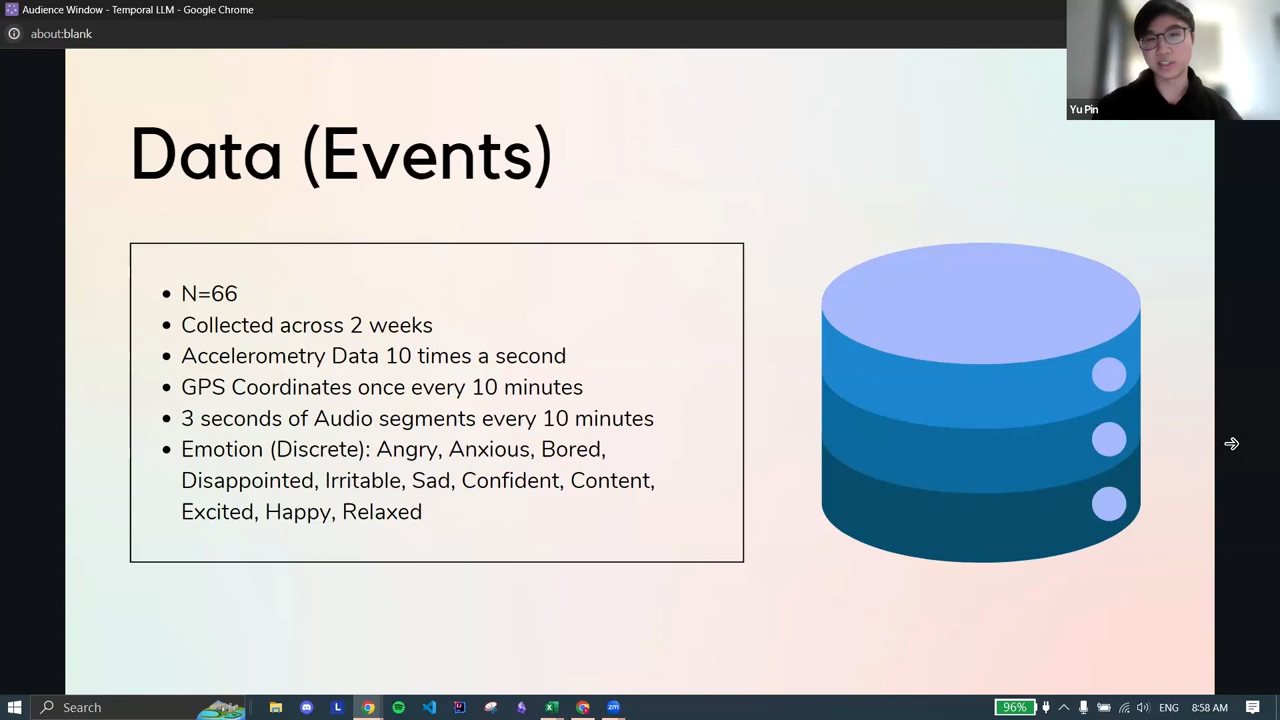 Audience Window - Temporal LLM - Google Chrome
about:blank
Yu Pin
Data (Events)
N=66
Collected across 2 weeks
Accelerometry Data 10 times a second
GPS Coordinates once every 10 minutes
3 seconds of Audio segments every 10 minutes
Emotion (Discrete): Angry, Anxious, Bored,
Disappointed, Irritable, Sad, Confident, Content,
Excited, Happy, Relaxed
Search
L
zm
96%
ENG
8:58 AM